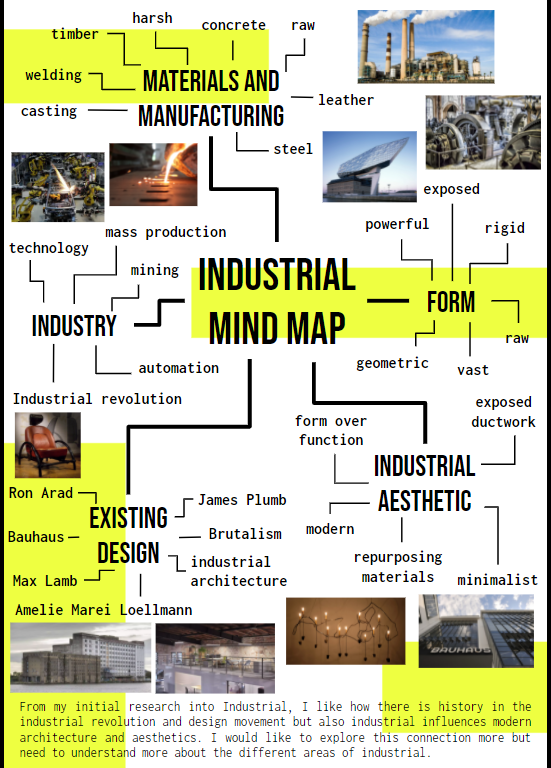 harsh
timber
concrete
raw
welding
MATERIALS AND
MANUFACTURING
leather
casting
steel
exposed
powerful
rigid
mass production
technology
mining
INDUSTRIAL
MIND MAP
FORM
INDUSTRY
raw
geometric
vast
automation
Industrial revolution
exposed
ductwork
form over
function
INDUSTRIAL
AESTHETIC
modern
repurposing
materials
minimalist
Ron Arad
James Plumb
EXISTING
DESIGN
Bauhaus
Brutalism
industrial
architecture
Max Lamb
Amelie Marei Loellmann
BAUHAUS
From my initial research into Industrial, I like how there is history in the
industrial revolution and design movement but also industrial influences modern
architecture and aesthetics. I would like to explore this connection more but
need to understand more about the different areas of industrial.